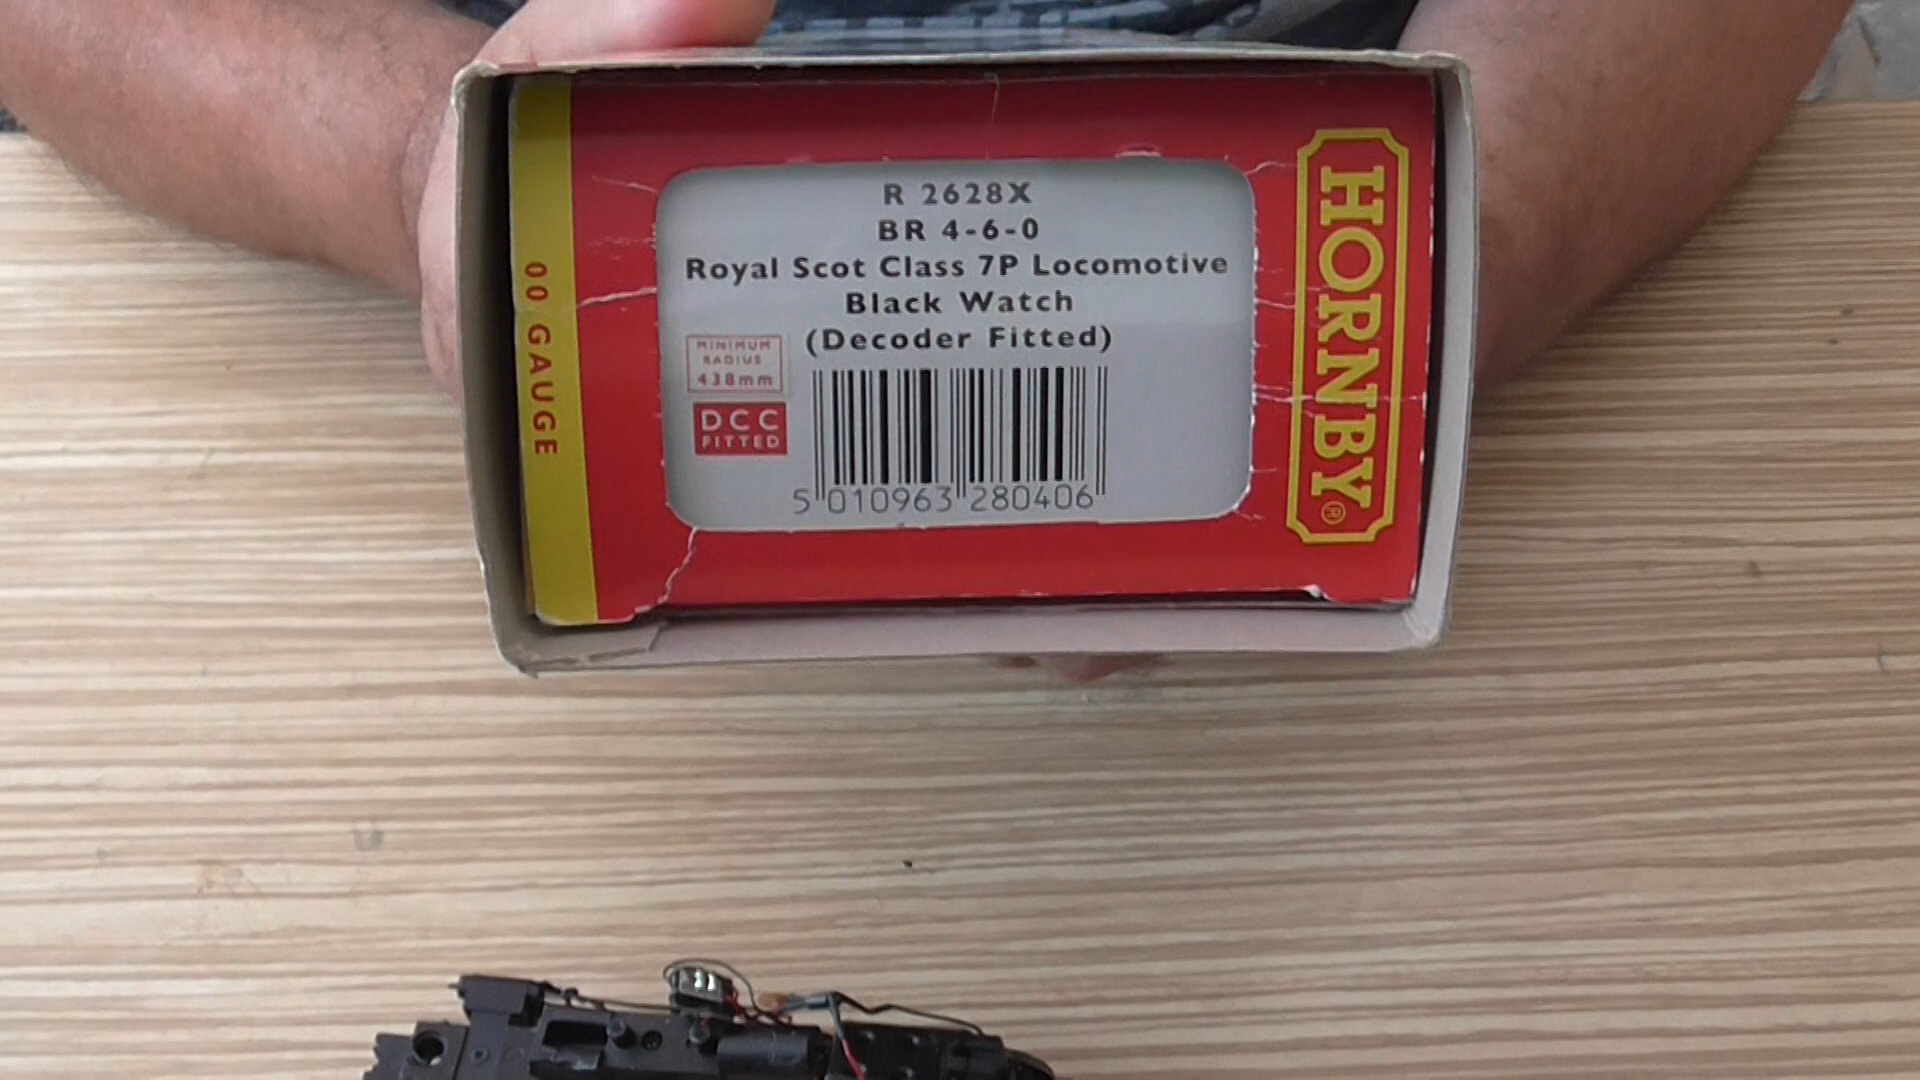 R 2628X
BR 4-6-0
Royal Scot Class 7P Locomotive
Black Watch
(Decoder Fitted)
MINIMUM
RADIUS
438mm
DCC
FITTED
5 010963 280406
00 GAUGE
HORNBY®